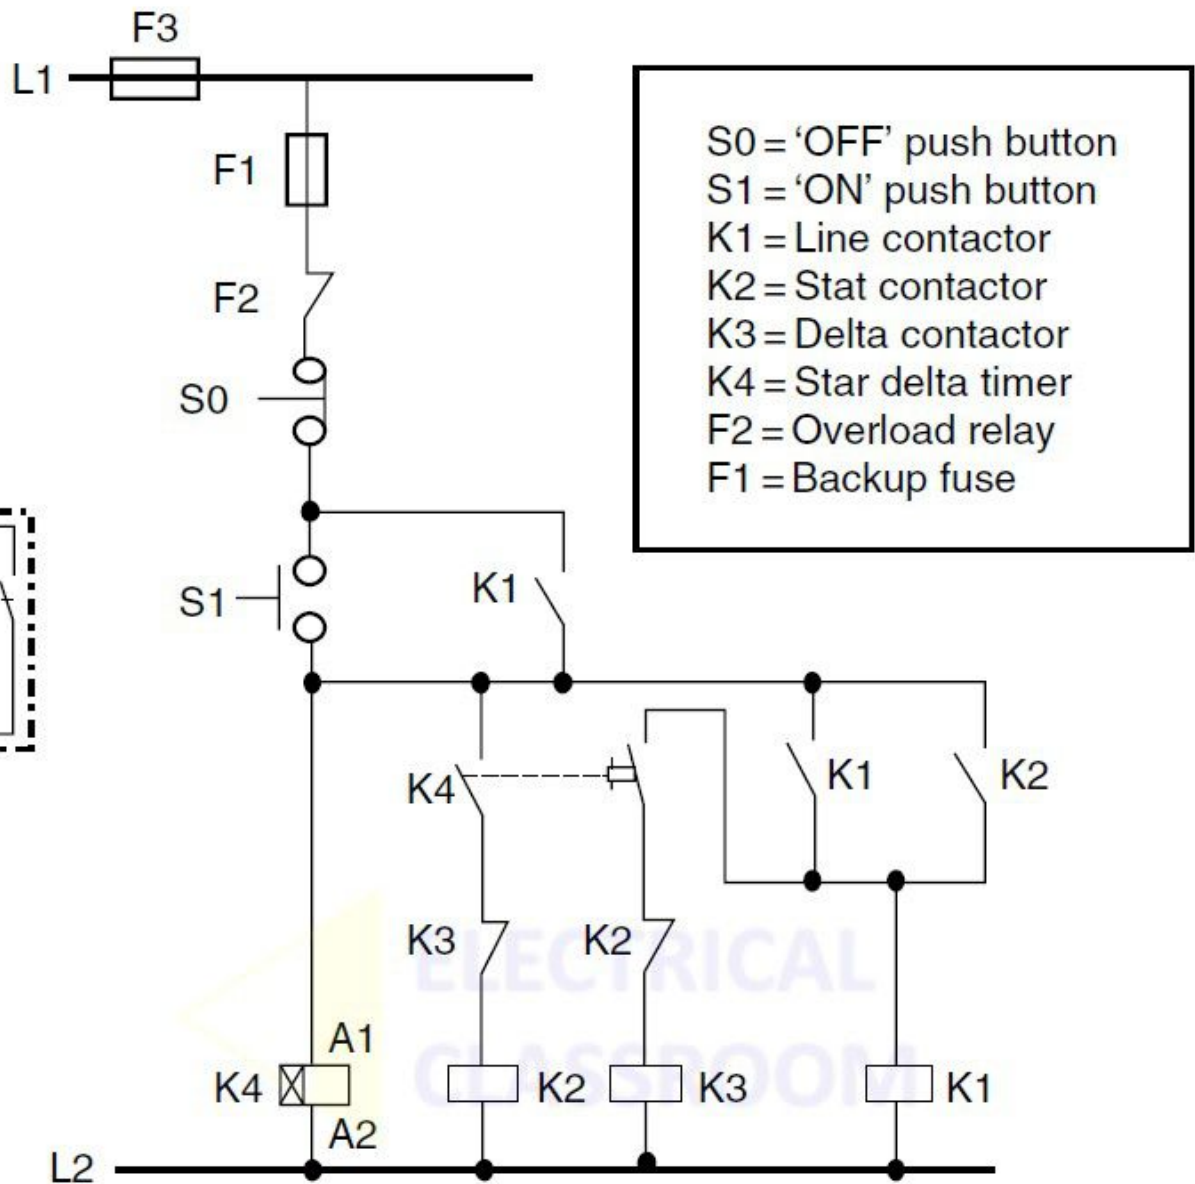 F3
L1
S0 = ‘OFF’ push button
S1 = ‘ON’ push button
K1 = Line contactor
K2 = Stat contactor
K3 = Delta contactor
K4 = Star delta timer
F2 = Overload relay
F1 = Backup fuse
F1
F2
S0
S1
K1
K4
K1
K2
K3
K2
ELECTRICAL
CLASSROOM
A1
K4
K2
K3
K1
A2
L2